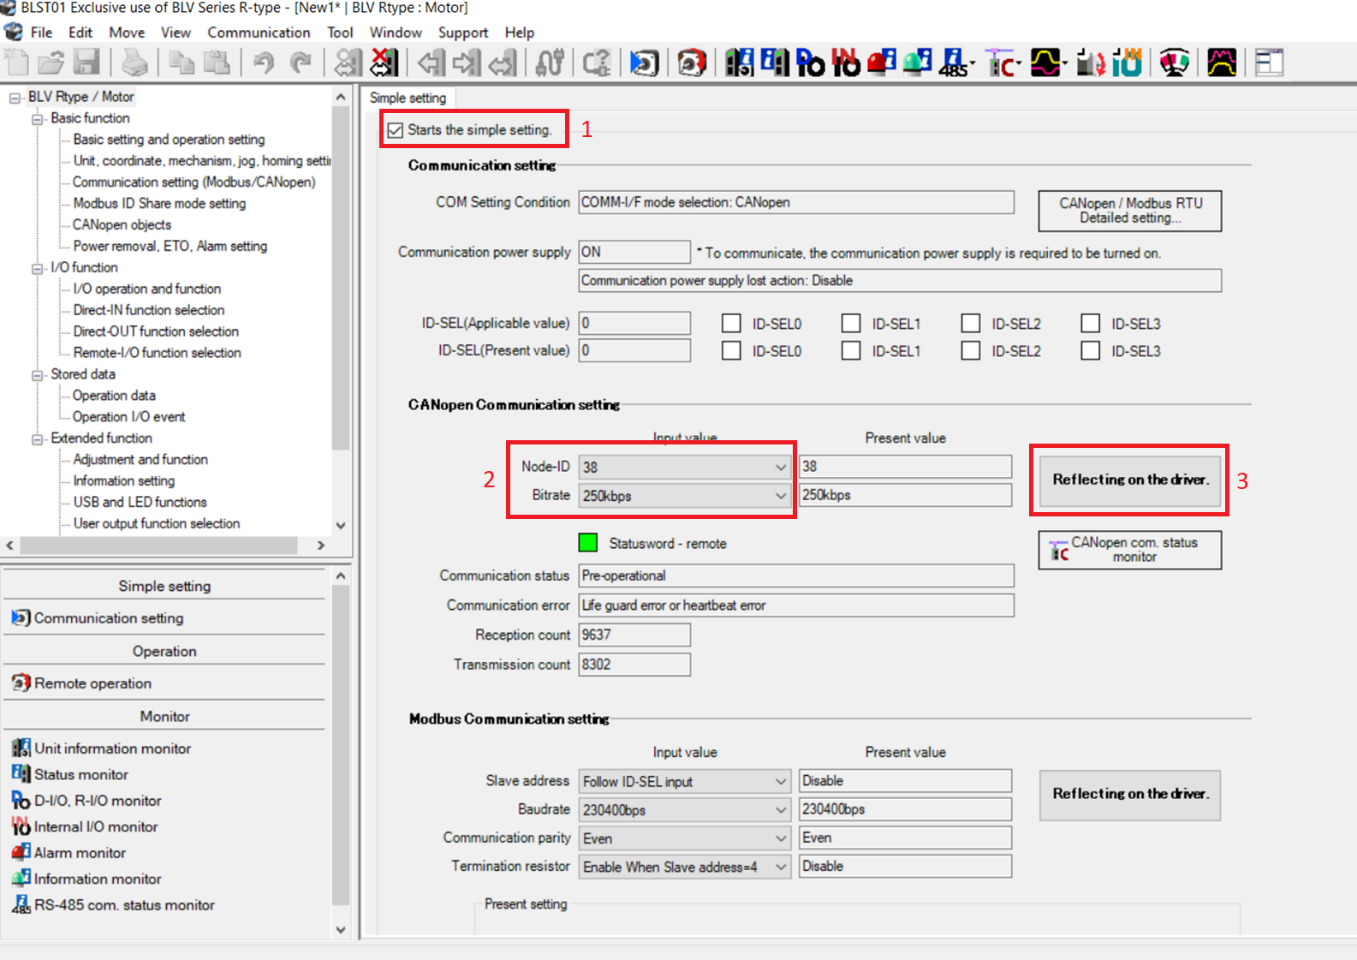 BLST01 Exclusive use of BLV Series R-type - [New1* | BLV Rtype : Motor]
File Edit Move View Communication Tool Window Support Help
BLV Rtype / Motor
Basic function
Basic setting and operation setting
Unit, coordinate, mechanism, jog, homing setti
Communication setting (Modbus/CANopen)
Modbus ID Share mode setting
CANopen objects
Power removal, ETO, Alarm setting
I/O function
I/O operation and function
Direct-IN function selection
Direct-OUT function selection
Remote-I/O function selection
Stored data
Operation data
Operation I/O event
Extended function
Adjustment and function
Information setting
USB and LED functions
User output function selection
Simple setting
Communication setting
Operation
Remote operation
Monitor
Unit information monitor
Status monitor
D-I/O, R-I/O monitor
Internal I/O monitor
Alarm monitor
Information monitor
RS-485 com. status monitor
Simple setting
Starts the simple setting. 1
Communication setting
COM Setting Condition COMM-I/F mode selection: CANopen
CANopen / Modbus RTU
Detailed setting...
Communication power supply ON * To communicate, the communication power supply is required to be turned on.
Communication power supply lost action: Disable
ID-SEL(Applicable value) 0 ID-SEL0 ID-SEL1 ID-SEL2 ID-SEL3
ID-SEL(Present value) 0 ID-SEL0 ID-SEL1 ID-SEL2 ID-SEL3
CANopen Communication setting
Input value Present value
2 Node-ID 38 38
Bitrate 250kbps 250kbps
Reflecting on the driver. 3
Statusword - remote
CANopen com. status
monitor
Communication status Pre-operational
Communication error Life guard error or heartbeat error
Reception count 9637
Transmission count 8302
Modbus Communication setting
Input value Present value
Slave address Follow ID-SEL input Disable
Baudrate 230400bps 230400bps
Reflecting on the driver.
Communication parity Even Even
Termination resistor Enable When Slave address=4 Disable
Present setting